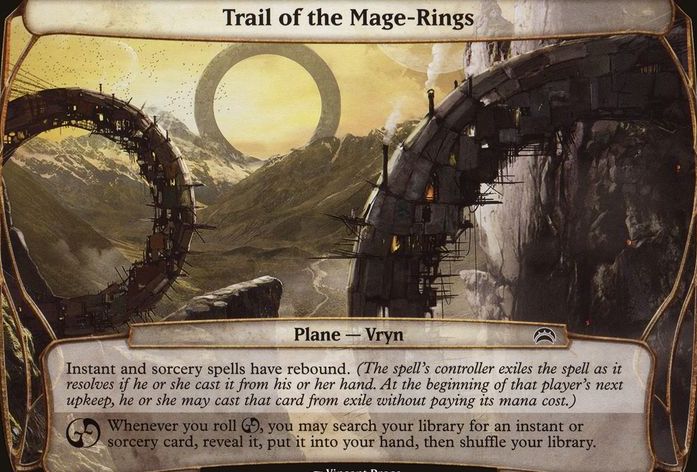 Trail of the Mage-Rings
Plane — Vryn
Instant and sorcery spells have rebound. (The spell's controller exiles the spell as it
resolves if he or she cast it from his or her hand. At the beginning of that player's next
upkeep, he or she may cast that card from exile without paying its mana cost.)
Whenever you roll , you may search your library for an instant or
sorcery card, reveal it, put it into your hand, then shuffle your library.